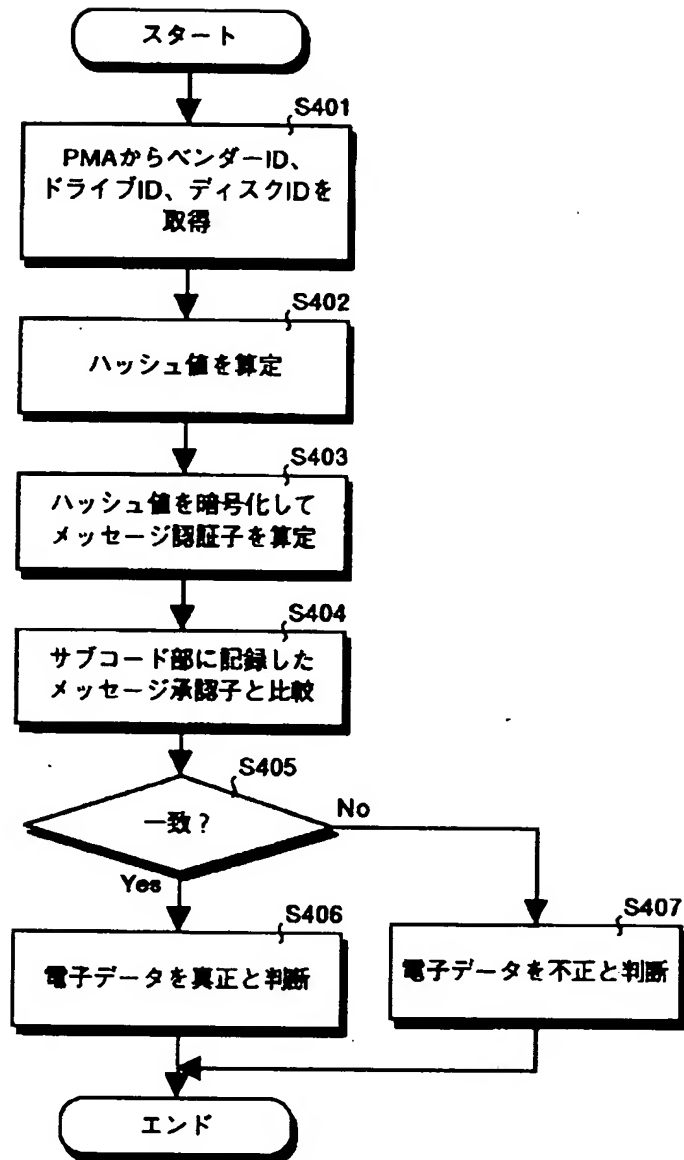 スタート
S401
PMAからベンダーID、
ドライブID、ディスクIDを
取得
S402
ハッシュ値を算定
S403
ハッシュ値を暗号化して
メッセージ認証子を算定
S404
サブコード部に記録した
メッセージ承認子と比較
S405
一致？
No
Yes
S406
電子データを真正と判断
S407
電子データを不正と判断
エンド